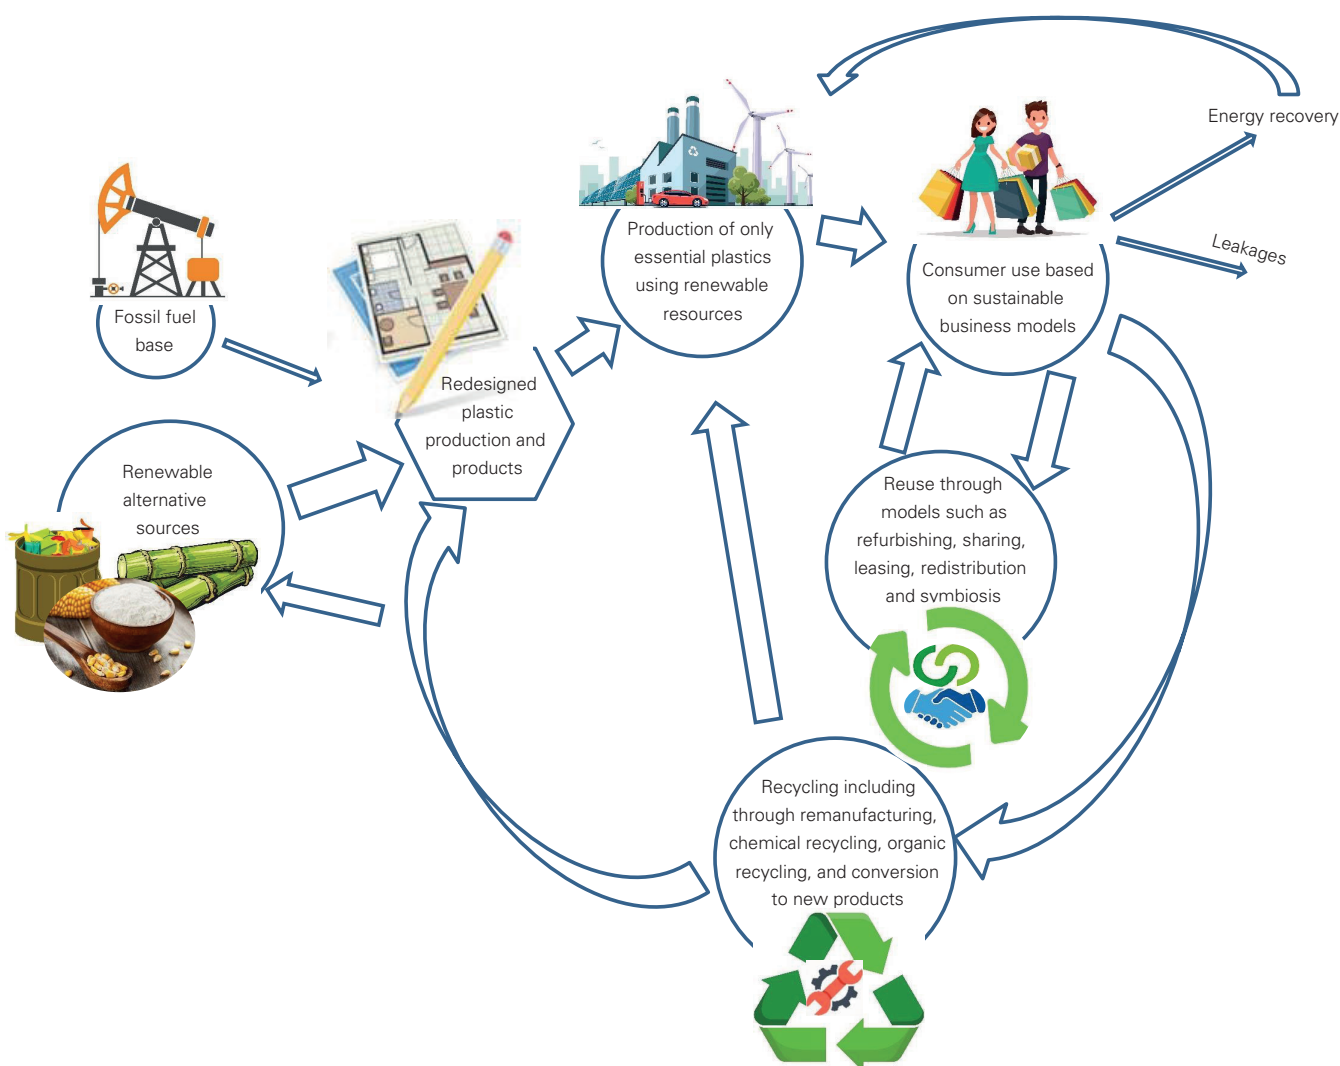 Energy recovery
Leakages
Production of only
essential plastics
using renewable
resources
Consumer use based
on sustainable
business models
Fossil fuel
base
Redesigned
plastic
production and
products
Renewable
alternative
sources
Reuse through
models such as
refurbishing, sharing,
leasing, redistribution
and symbiosis
Recycling including
through remanufacturing,
chemical recycling, organic
recycling, and conversion
to new products